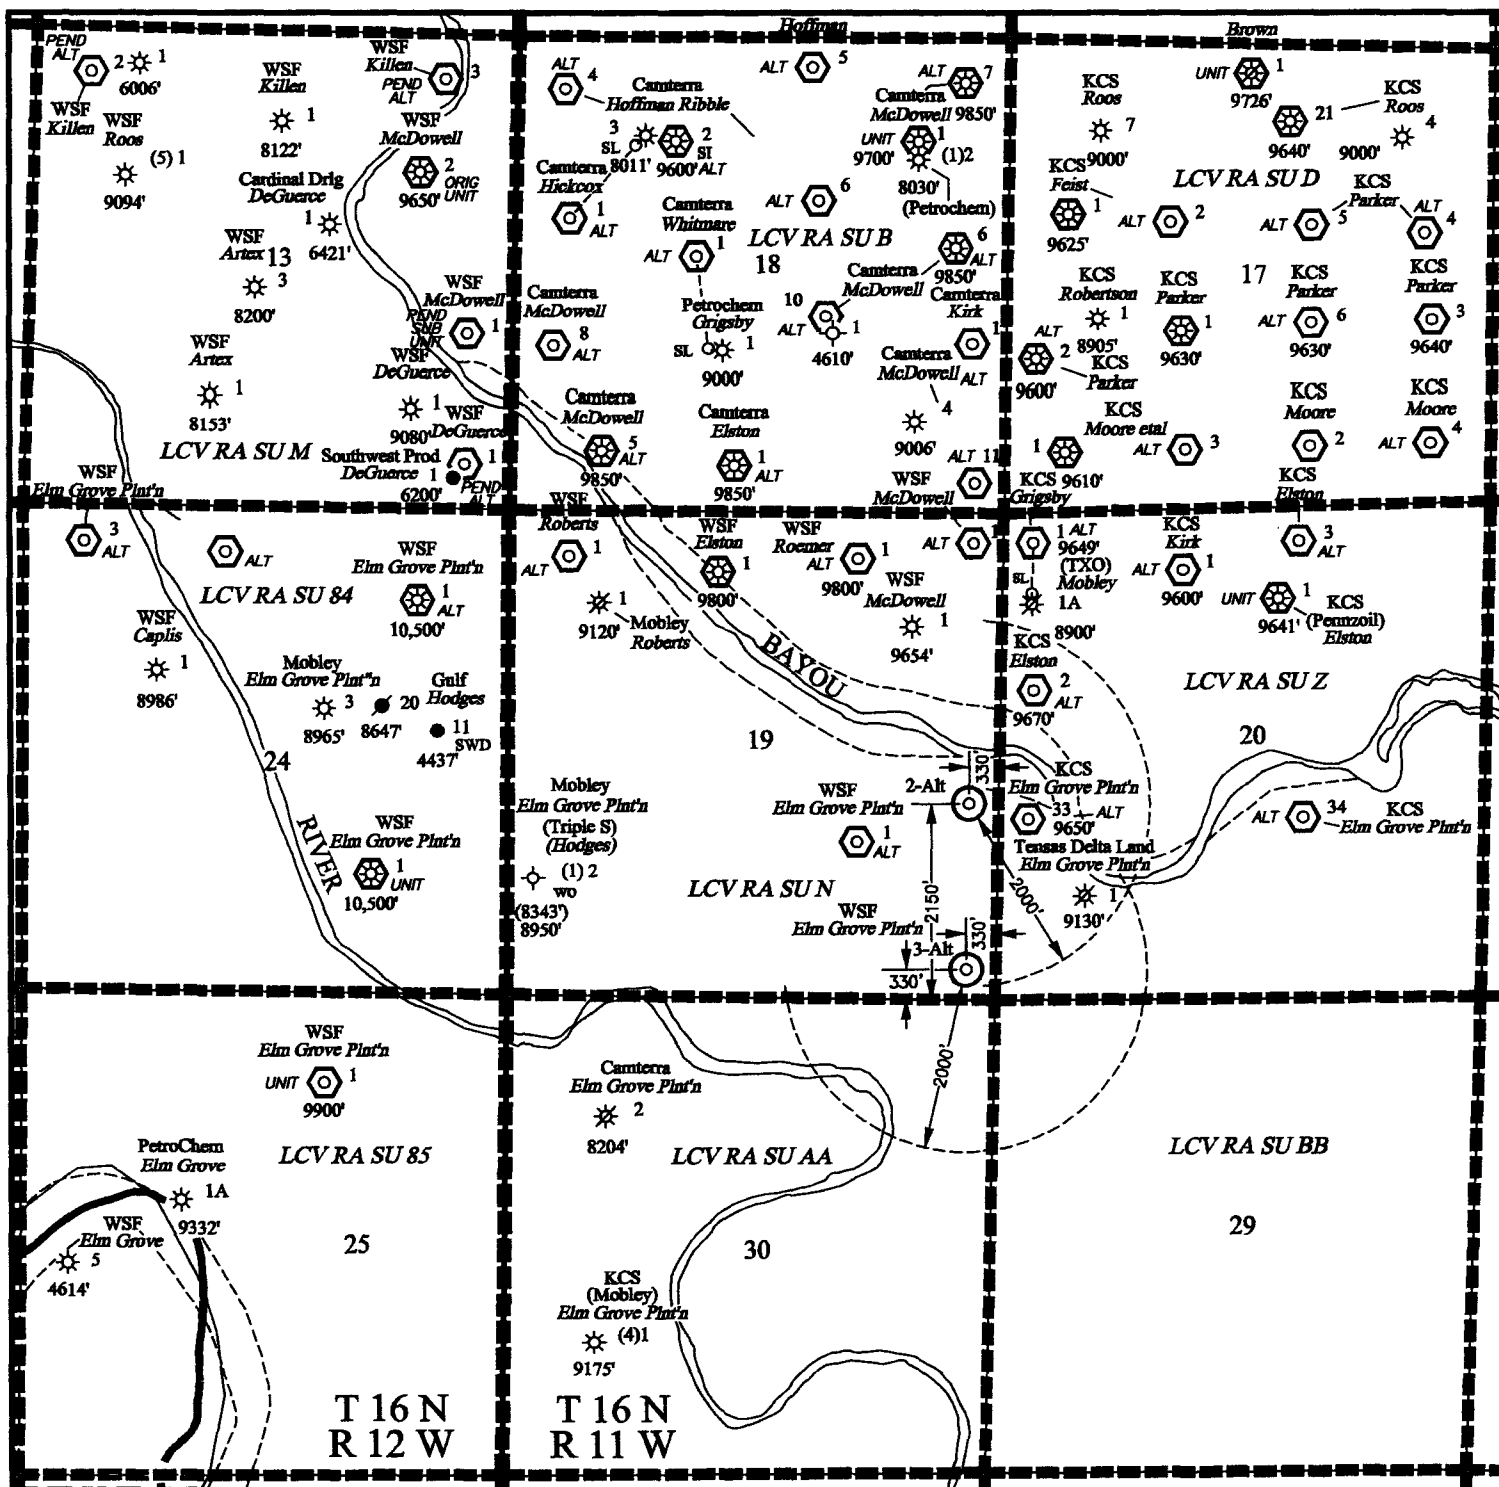 Hoffman
Brown
PEND
ALT
2
1
6006'
WSF
Killen
WSF
Roos
(5) 1
9094'
WSF
Killen
1
8122'
WSF
Killen
PEND
ALT
3
WSF
McDowell
2
ORIG
UNIT
9650'
Cardinal Drlg
DeGuerce
1
6421'
WSF
Artex
13
3
8200'
WSF
McDowell
PEND
SUB
UNIT
1
WSF
Artex
1
8153'
WSF
DeGuerce
1
9080'
WSF
DeGuerce
1
PEND
ALT
LCV RA SU M
Southwest Prod
DeGuerce
1
6200'
ALT
4
Camterra
Hoffman Ribble
3
SL
8011'
2
SI
9600'
ALT
ALT
5
ALT
7
Camterra
McDowell
9850'
UNIT
1
9700'
(1)2
8030'
(Petrochem)
Camterra
Hickcox
1
ALT
Camterra
Whitmare
ALT
1
ALT
6
LCV RA SU B
18
6
ALT
9850'
Camterra
McDowell
10
ALT
1
4610'
Camterra
Kirk
1
ALT
Camterra
McDowell
8
ALT
Petrochem
Grigsby
SL
1
9000'
Camterra
McDowell
4
9006'
Camterra
McDowell
5
ALT
9850'
Camterra
Elston
1
ALT
9850'
ALT 11
WSF
McDowell
ALT
KCS
Roos
7
9000'
UNIT
1
9726'
21
9640'
KCS
Roos
4
9000'
LCV RA SU D
KCS
Feist
1
9625'
ALT
2
KCS
Parker
ALT
5
ALT
4
17
KCS
Robertson
1
8905'
KCS
Parker
1
9630'
KCS
Parker
ALT
6
9630'
KCS
Parker
3
9640'
ALT
2
9600'
KCS
Parker
KCS
Moore etal
1
9610'
ALT
3
KCS
Moore
2
KCS
Moore
ALT
4
KCS
Grigsby
1
ALT
9649'
(TXO)
Mobley
SL
1A
8900'
KCS
Elston
3
ALT
WSF
Elm Grove Plnt'n
3
ALT
ALT
LCV RA SU 84
WSF
Elm Grove Plnt'n
1
ALT
10,500'
WSF
Caplis
1
8986'
Mobley
Elm Grove Plnt"n
3
8965'
20
8647'
Gulf
Hodges
11
SWD
4437'
24
RIVER
WSF
Elm Grove Plnt'n
1
UNIT
10,500'
WSF
Roberts
ALT
1
1
9120'
Mobley
Roberts
WSF
Elston
1
9800'
WSF
Roemer
ALT
1
9800'
WSF
McDowell
1
9654'
BAYOU
19
Mobley
Elm Grove Plnt'n
(Triple S)
(Hodges)
(1) 2
wo
(8343')
8950'
WSF
Elm Grove Plnt'n
1
ALT
LCV RA SU N
WSF
Elm Grove Plnt'n
2-Alt
330'
2150'
2000'
3-Alt
330'
330'
2000'
KCS
Kirk
ALT
1
9600'
UNIT
1
9641'
KCS
(Pennzoil)
Elston
KCS
Elston
2
ALT
9670'
LCV RA SU Z
20
KCS
Elm Grove Plnt'n
33
ALT
9650'
Tensas Delta Land
Elm Grove Plnt'n
1
9130'
ALT
34
KCS
Elm Grove Plnt'n
WSF
Elm Grove Plnt'n
UNIT
1
9900'
LCV RA SU 85
PetroChem
Elm Grove
1A
9332'
WSF
Elm Grove
5
4614'
25
Camterra
Elm Grove Plnt'n
2
8204'
LCV RA SU AA
30
KCS
(Mobley)
Elm Grove Plnt'n
(4)1
9175'
LCV RA SU BB
29
T 16 N
R 12 W
T 16 N
R 11 W